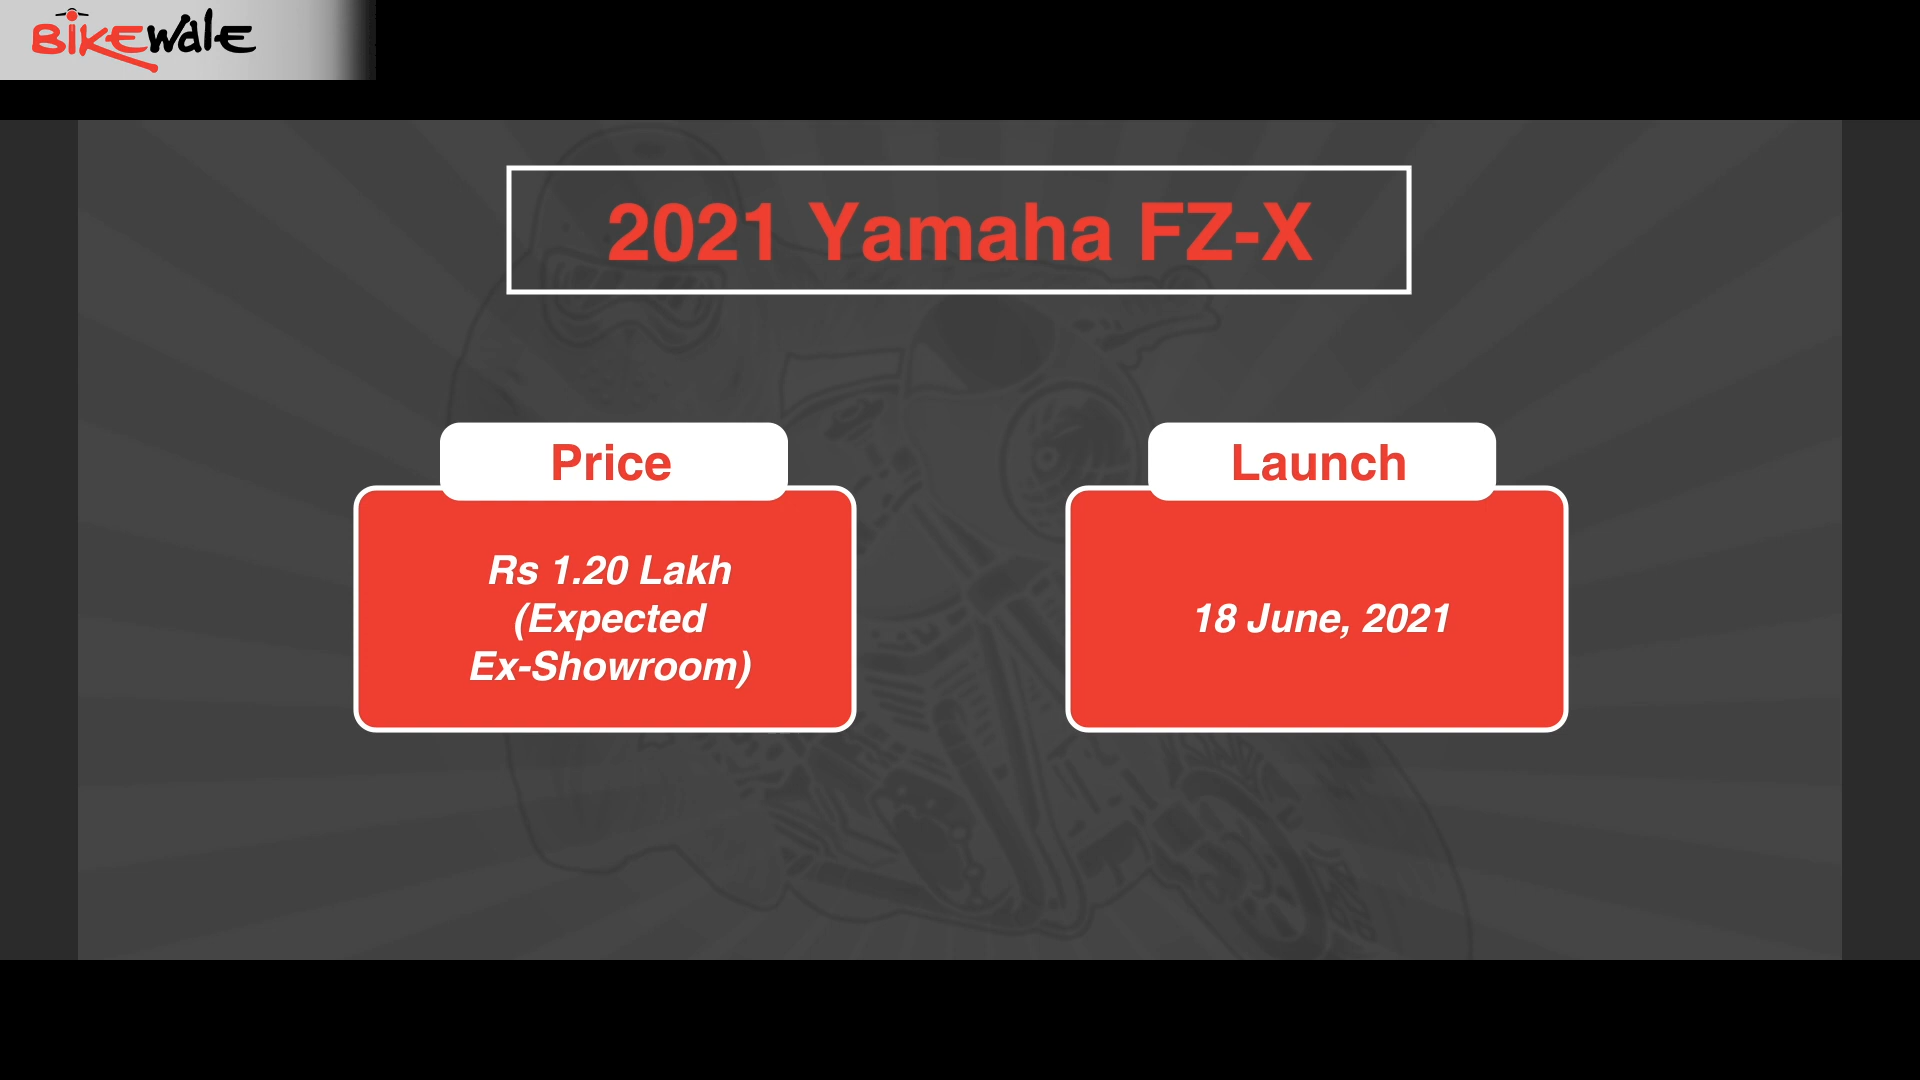 BikeWale
2021 Yamaha FZ-X
Price
Rs 1.20 Lakh
(Expected
Ex-Showroom)
Launch
18 June, 2021